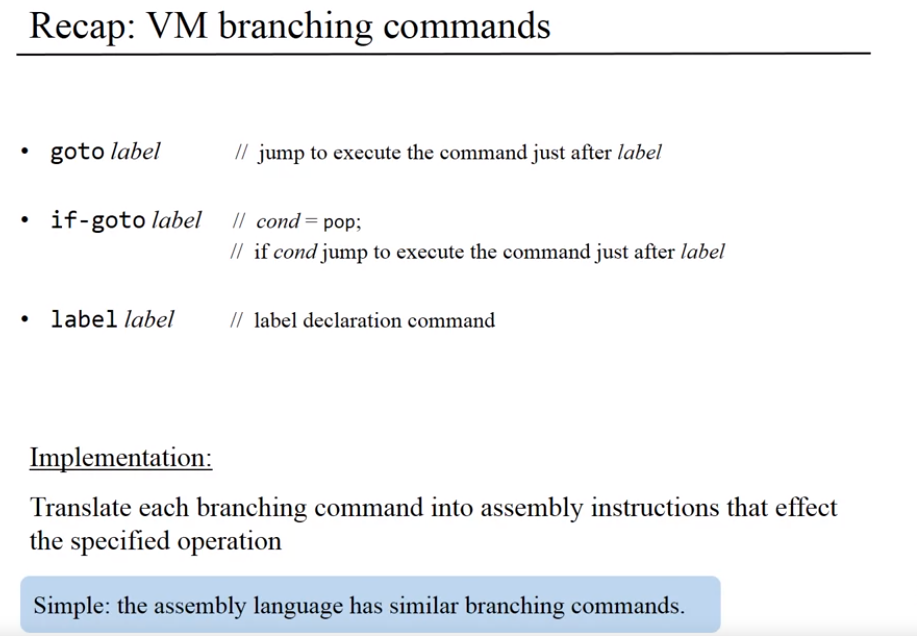 Recap: VM branching commands
• goto label // jump to execute the command just after label
• if-goto label // cond = pop;
// if cond jump to execute the command just after label
• label label // label declaration command
Implementation:
Translate each branching command into assembly instructions that effect
the specified operation
Simple: the assembly language has similar branching commands.